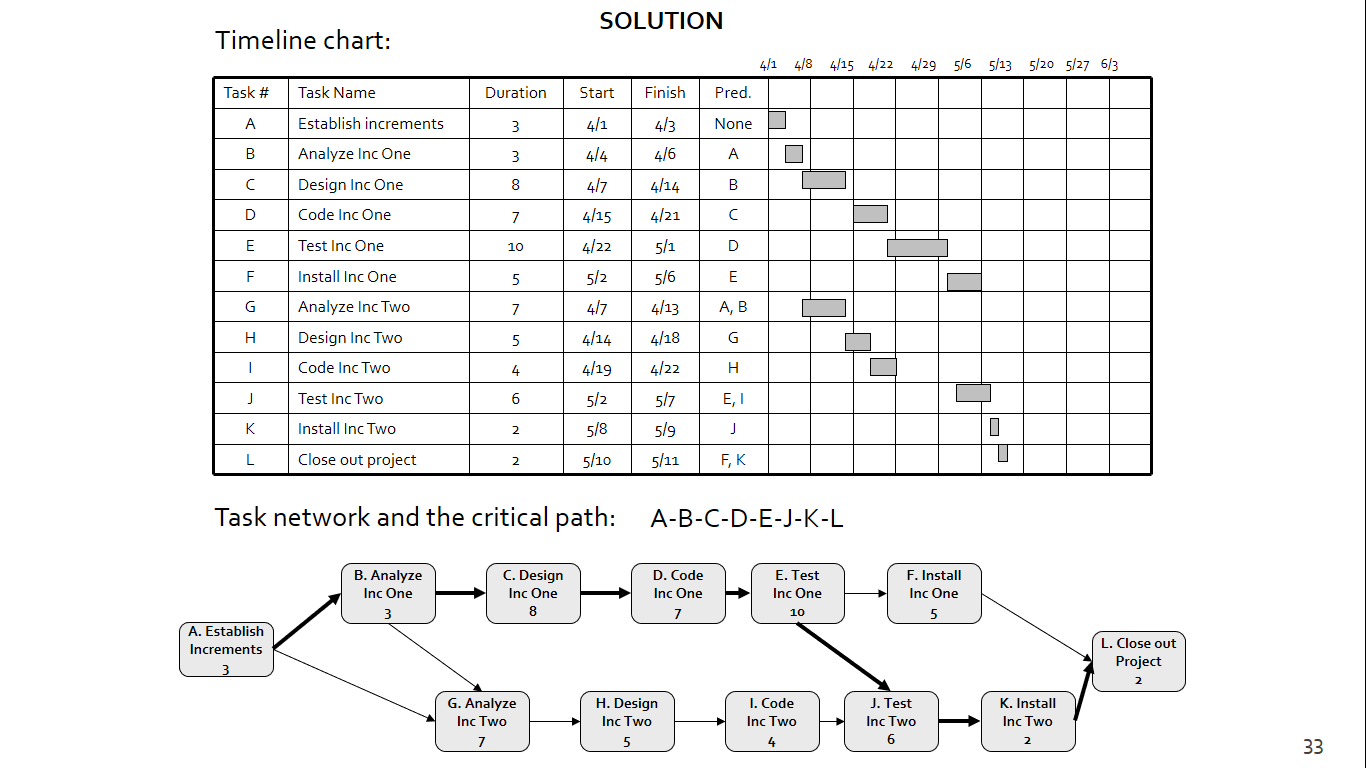 SOLUTION
Timeline chart:
4/1 4/8 4/15 4/22 4/29 5/6 5/13 5/20 5/27 6/3
Task # Task Name Duration Start Finish Pred.
A Establish increments 3 4/1 4/3 None
B Analyze Inc One 3 4/4 4/6 A
C Design Inc One 8 4/7 4/14 B
D Code Inc One 7 4/15 4/21 C
E Test Inc One 10 4/22 5/1 D
F Install Inc One 5 5/2 5/6 E
G Analyze Inc Two 7 4/7 4/13 A, B
H Design Inc Two 5 4/14 4/18 G
I Code Inc Two 4 4/19 4/22 H
J Test Inc Two 6 5/2 5/7 E, I
K Install Inc Two 2 5/8 5/9 J
L Close out project 2 5/10 5/11 F, K
Task network and the critical path: A-B-C-D-E-J-K-L
B. Analyze
Inc One
3
C. Design
Inc One
8
D. Code
Inc One
7
E. Test
Inc One
10
F. Install
Inc One
5
A. Establish
Increments
3
L. Close out
Project
2
G. Analyze
Inc Two
7
H. Design
Inc Two
5
I. Code
Inc Two
4
J. Test
Inc Two
6
K. Install
Inc Two
2
33